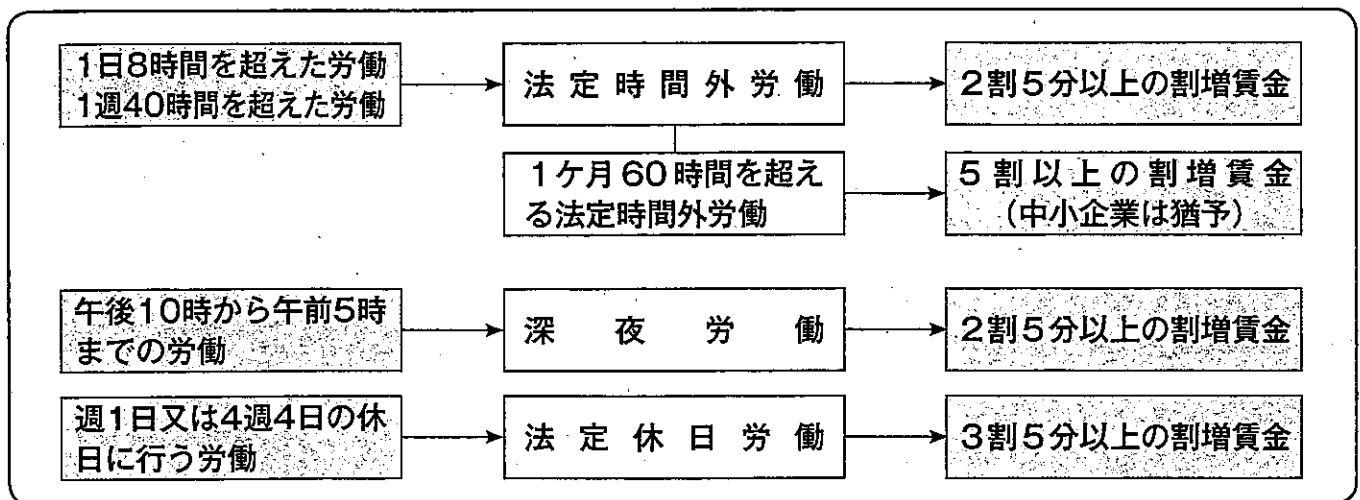 1日8時間を超えた労働
1週40時間を超えた労働
法定時間外労働
2割5分以上の割増賃金
1ケ月60時間を超え
る法定時間外労働
5割以上の割増賃金
(中小企業は猶予)
午後10時から午前5時
までの労働
深夜労働
2割5分以上の割増賃金
週1日又は4週4日の休
日に行う労働
法定休日労働
3割5分以上の割増賃金